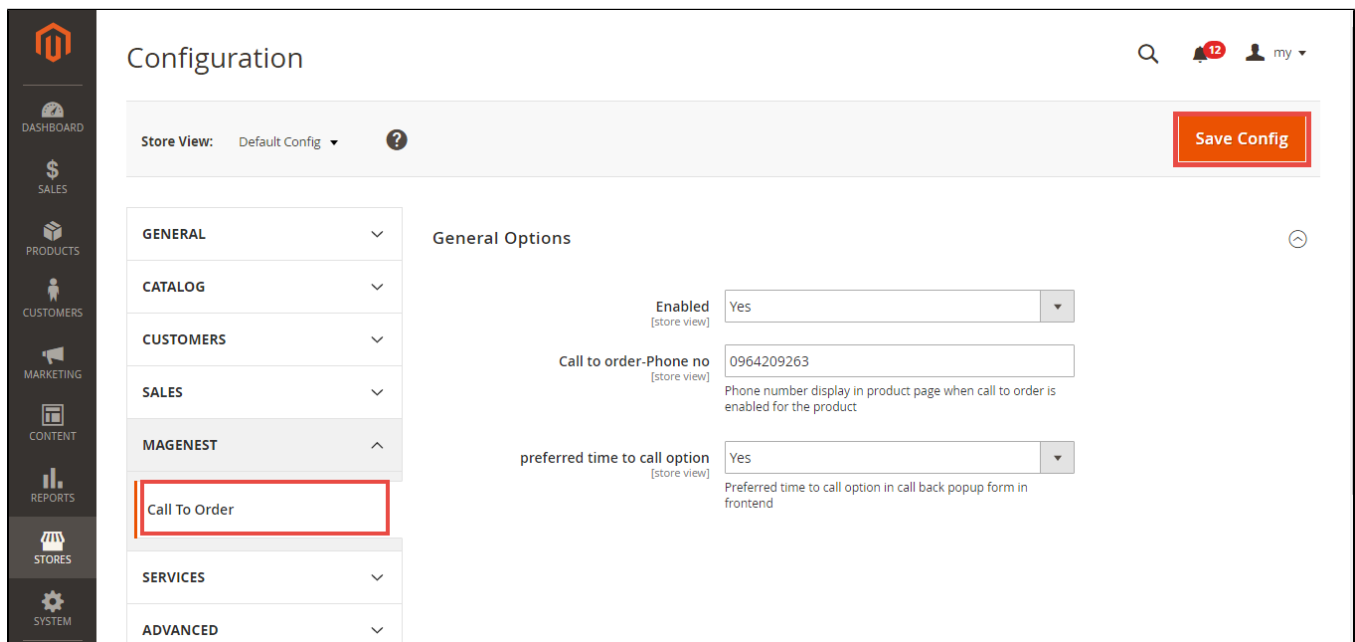 Configuration
12
my
DASHBOARD
SALES
PRODUCTS
CUSTOMERS
MARKETING
CONTENT
REPORTS
STORES
SYSTEM
Store View: Default Config
?
Save Config
GENERAL
CATALOG
CUSTOMERS
SALES
MAGENEST
Call To Order
SERVICES
ADVANCED
General Options
Enabled Yes
[store view]
Call to order-Phone no 0964209263
[store view]
Phone number display in product page when call to order is
enabled for the product
preferred time to call option Yes
[store view]
Preferred time to call option in call back popup form in
frontend